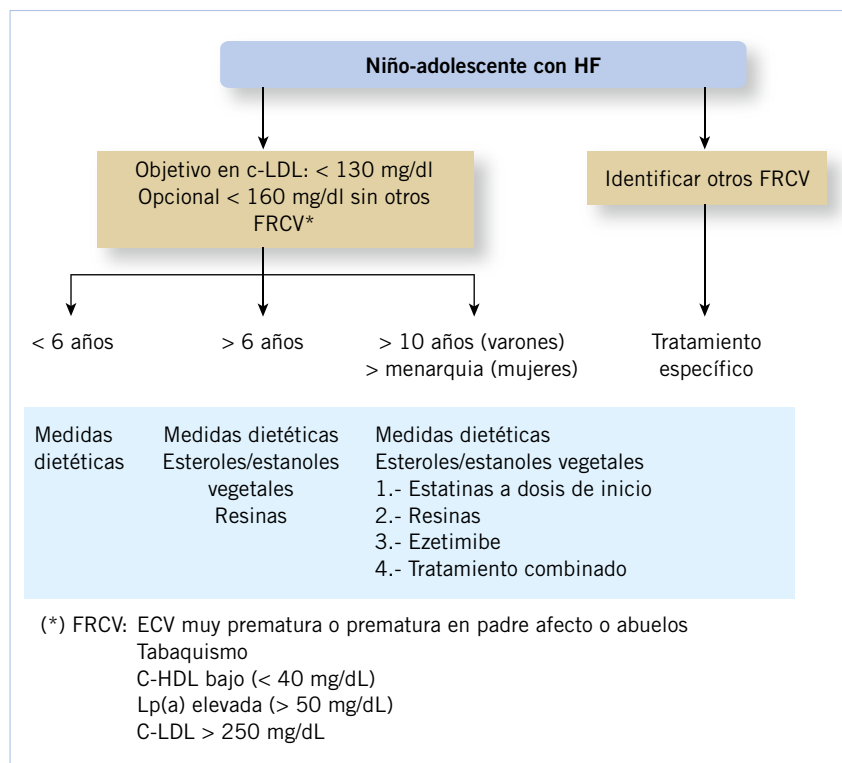 Niño-adolescente con HF
Objetivo en c-LDL: < 130 mg/dl
Opcional < 160 mg/dl sin otros
FRCV*
Identificar otros FRCV
< 6 años
> 6 años
> 10 años (varones)
> menarquia (mujeres)
Tratamiento
específico
Medidas
dietéticas
Medidas dietéticas
Esteroles/estanoles
vegetales
Resinas
Medidas dietéticas
Esteroles/estanoles vegetales
1.- Estatinas a dosis de inicio
2.- Resinas
3.- Ezetimibe
4.- Tratamiento combinado
(*) FRCV: ECV muy prematura o prematura en padre afecto o abuelos
Tabaquismo
C-HDL bajo (< 40 mg/dL)
Lp(a) elevada (> 50 mg/dL)
C-LDL > 250 mg/dL